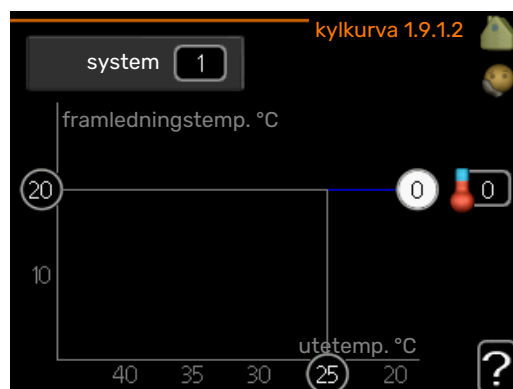 kylkurva 1.9.1.2
system 1
framledningstemp. °C
20 0 0
10
utetemp. °C
40 35 30 25 20
?